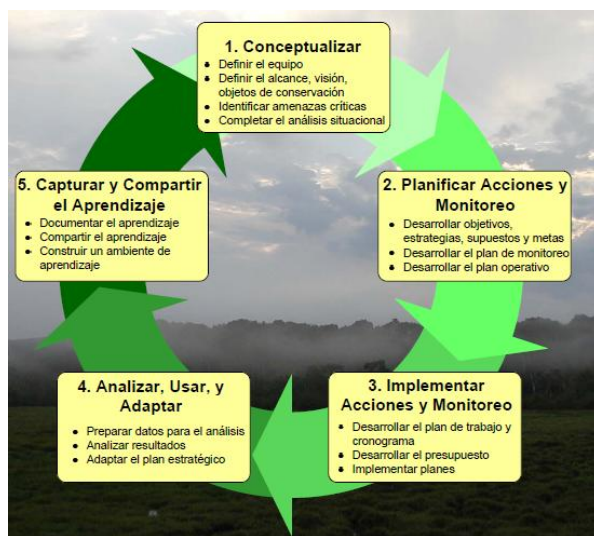 1. Conceptualizar
• Definir el equipo
• Definir el alcance, visión,
objetos de conservación
• Identificar amenazas críticas
• Completar el análisis situacional
2. Planificar Acciones y
Monitoreo
• Desarrollar objetivos,
estrategias, supuestos y metas
• Desarrollar el plan de monitoreo
• Desarrollar el plan operativo
3. Implementar
Acciones y Monitoreo
• Desarrollar el plan de trabajo y
cronograma
• Desarrollar el presupuesto
• Implementar planes
4. Analizar, Usar, y
Adaptar
• Preparar datos para el análisis
• Analizar resultados
• Adaptar el plan estratégico
5. Capturar y Compartir
el Aprendizaje
• Documentar el aprendizaje
• Compartir el aprendizaje
• Construir un ambiente de
aprendizaje